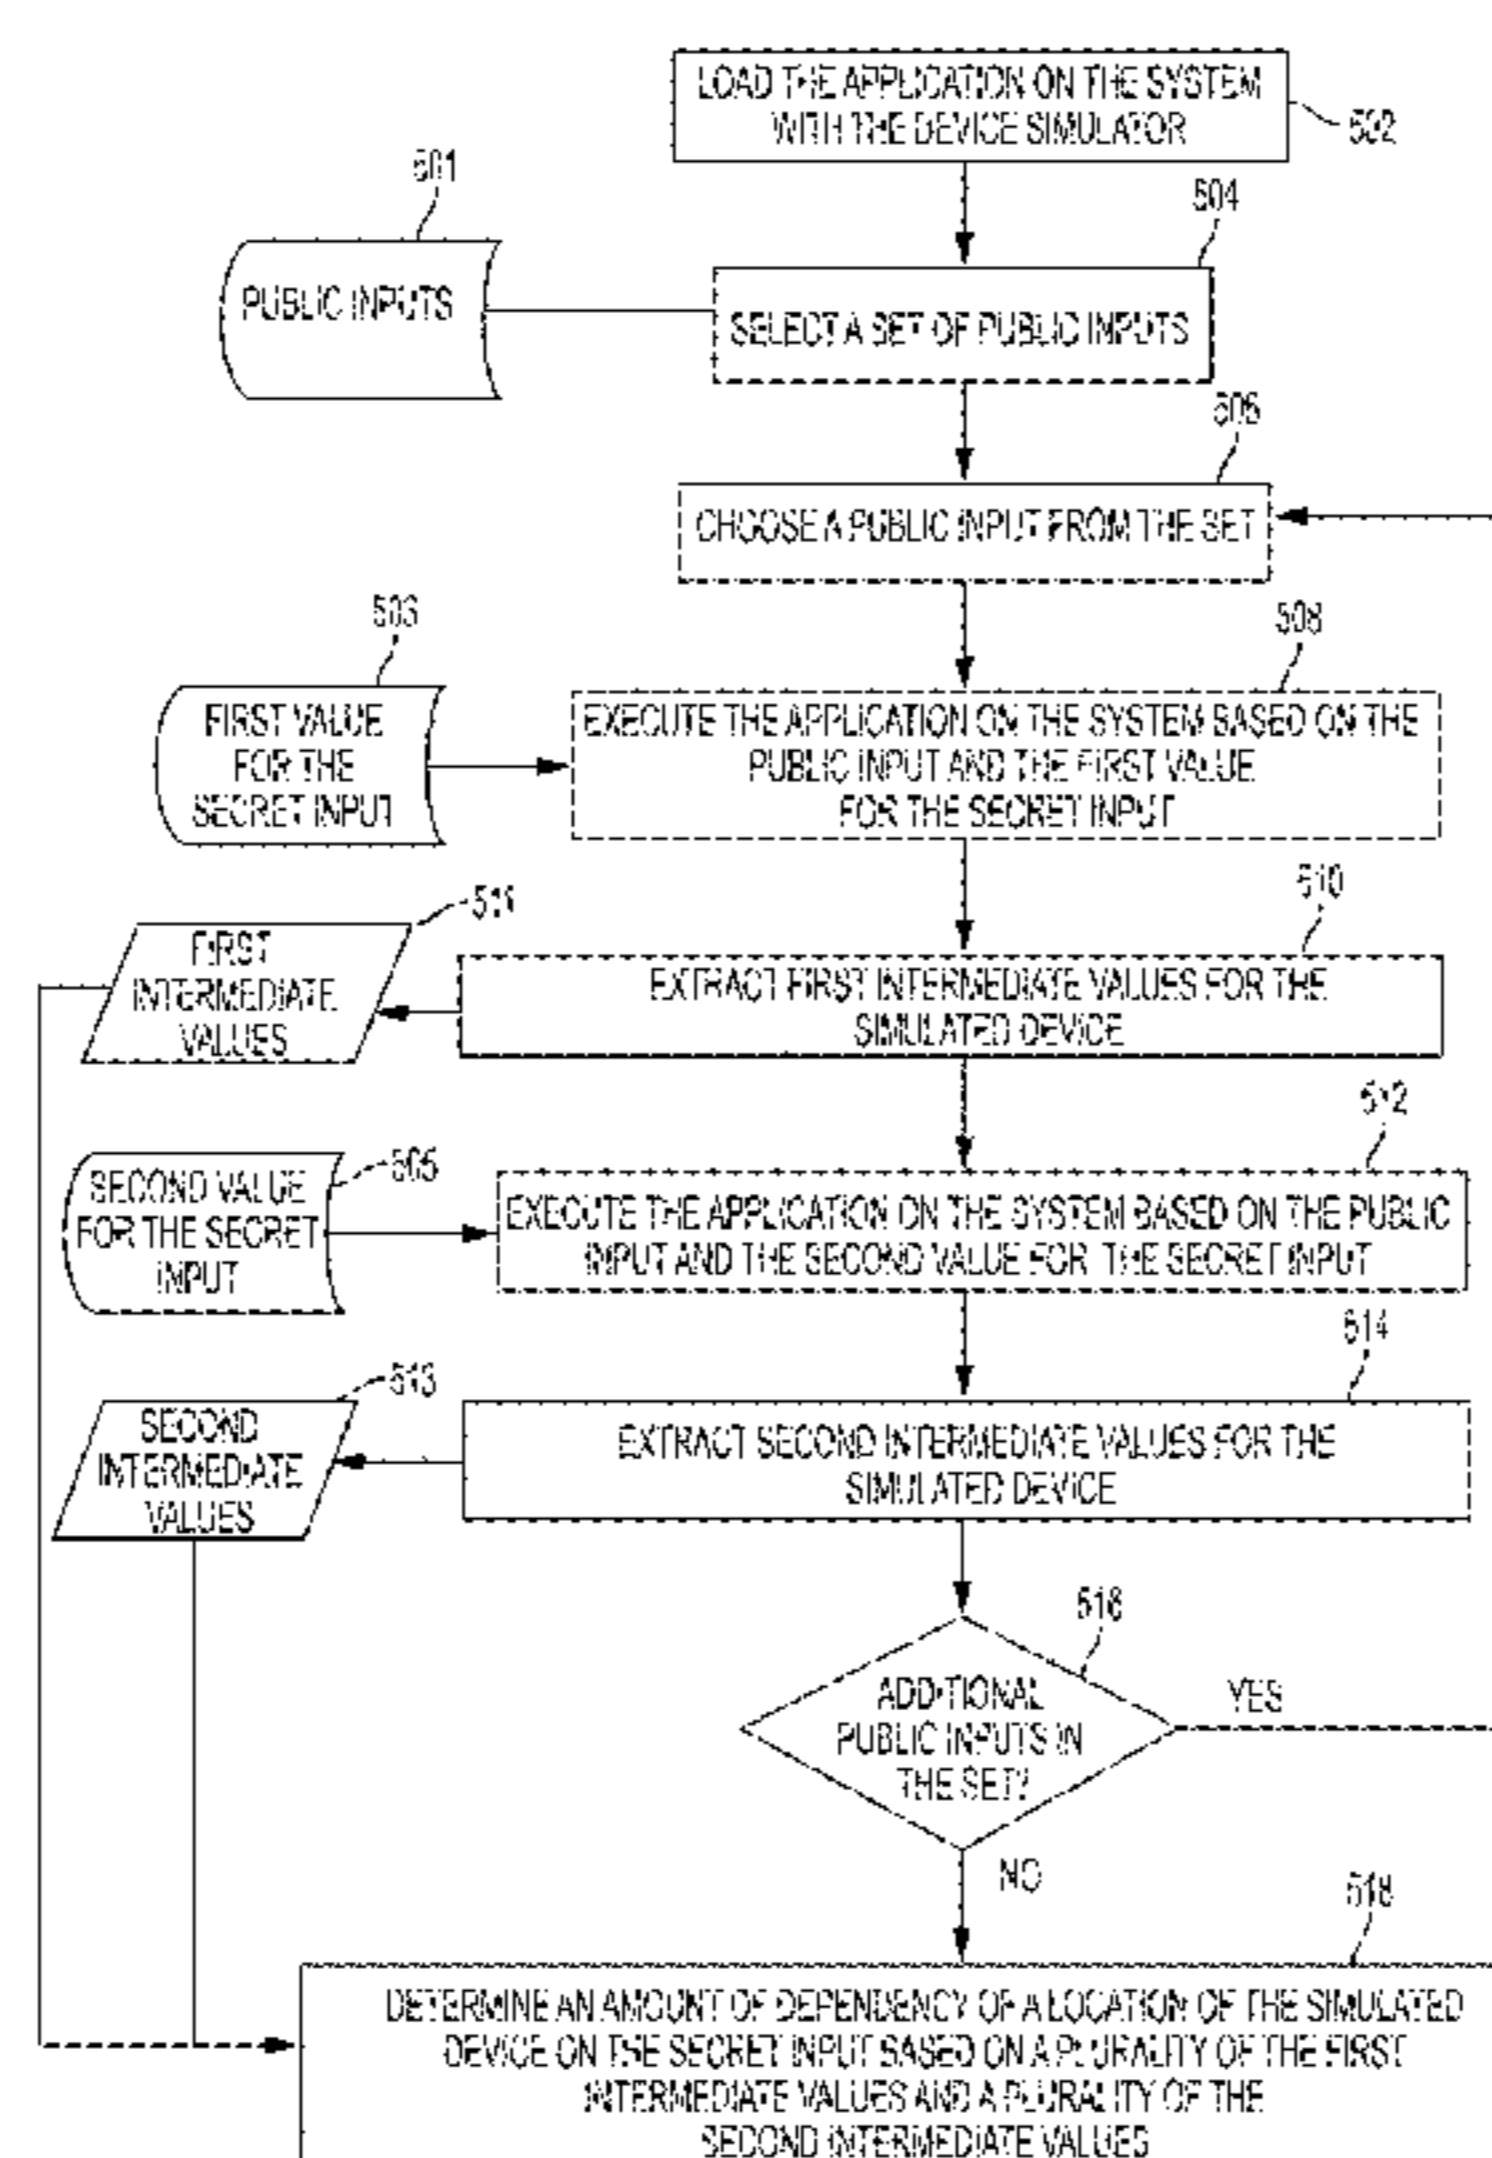 LOAD THE APPLICATION ON THE SYSTEM
WITH THE DEVICE SIMULATOR
502
501
504
PUBLIC INPUTS
SELECT A SET OF PUBLIC INPUTS
506
CHOOSE A PUBLIC INPUT FROM THE SET
503
508
FIRST VALUE
FOR THE
SECRET INPUT
EXECUTE THE APPLICATION ON THE SYSTEM BASED ON THE
PUBLIC INPUT AND THE FIRST VALUE
FOR THE SECRET INPUT
510
511
FIRST
INTERMEDIATE
VALUES
EXTRACT FIRST INTERMEDIATE VALUES FOR THE
SIMULATED DEVICE
512
505
SECOND VALUE
FOR THE SECRET
INPUT
EXECUTE THE APPLICATION ON THE SYSTEM BASED ON THE PUBLIC
INPUT AND THE SECOND VALUE FOR THE SECRET INPUT
514
513
SECOND
INTERMEDIATE
VALUES
EXTRACT SECOND INTERMEDIATE VALUES FOR THE
SIMULATED DEVICE
516
ADDITIONAL
PUBLIC INPUTS IN
THE SET?
YES
NO
518
DETERMINE AN AMOUNT OF DEPENDENCY OF A LOCATION OF THE SIMULATED
DEVICE ON THE SECRET INPUT BASED ON A PLURALITY OF THE FIRST
INTERMEDIATE VALUES AND A PLURALITY OF THE
SECOND INTERMEDIATE VALUES